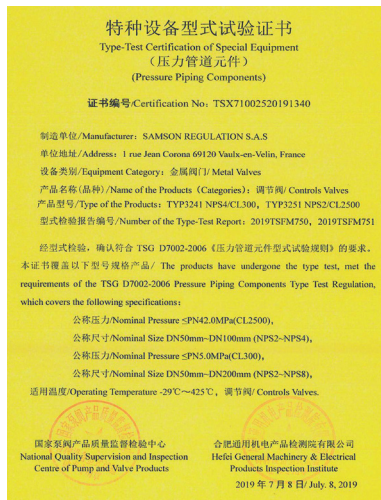 特种设备型式试验证书
Type-Test Certification of Special Equipment
（压力管道元件）
(Pressure Piping Components)
证书编号/Certification No: TSX71002520191340
制造单位/Manufacturer: SAMSON REGULATION S.A.S
单位地址/Address: 1 rue Jean Corona 69120 Vaulx-en-Velin, France
设备类别/Equipment Category: 金属阀门/ Metal Valves
产品名称(品种) /Name of the Products (Categories): 调节阀/ Controls Valves
产品型号/Type of the Products: TYP3241 NPS4/CL300, TYP3251 NPS2/CL2500
型式检验报告编号/Number of the Type-Test Report: 2019TSFM750, 2019TSFM751
经型式检验，确认符合 TSG D7002-2006《压力管道元件型式试验规则》的要求。
本证书覆盖以下型号规格产品/ The products have undergone the type test, met the
requirements of the TSG D7002-2006 Pressure Piping Components Type Test Regulation,
which covers the following specifications:
公称压力/Nominal Pressure ≤PN42.0MPa(CL2500),
公称尺寸/Nominal Size DN50mm~DN100mm (NPS2~NPS4),
公称压力/Nominal Pressure ≤PN5.0MPa(CL300),
公称尺寸/Nominal Size DN50mm~DN200mm (NPS2~NPS8),
适用温度/Operating Temperature -29℃~425℃, 调节阀/ Controls Valves.
国家泵阀产品质量监督检验中心
National Quality Supervision and Inspection
Centre of Pump and Valve Products
合肥通用机电产品检测院有限公司
Hefei General Machinery & Electrical
Products Inspection Institute
2019 年 7 月 8 日/ July. 8, 2019